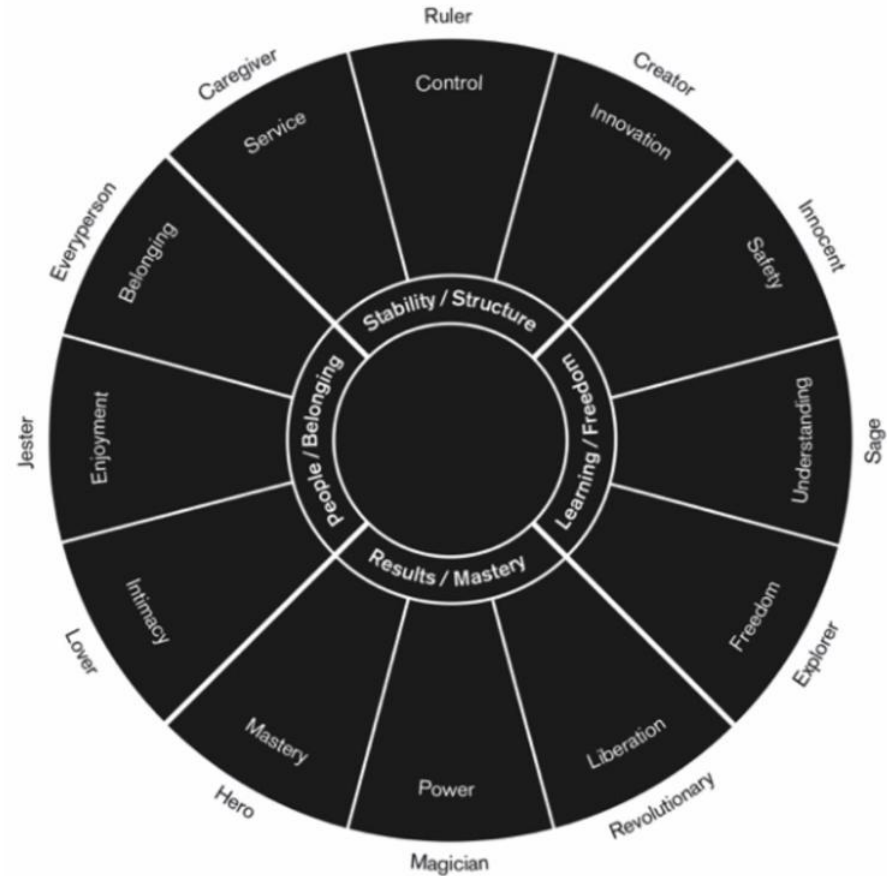 Ruler
Control
Creator
Innovation
Innocent
Safety
Sage
Understanding
Explorer
Freedom
Revolutionary
Liberation
Magician
Power
Hero
Mastery
Lover
Intimacy
Jester
Enjoyment
Everyperson
Belonging
Caregiver
Service
Stability / Structure
Learning / Freedom
Results / Mastery
People / Belonging